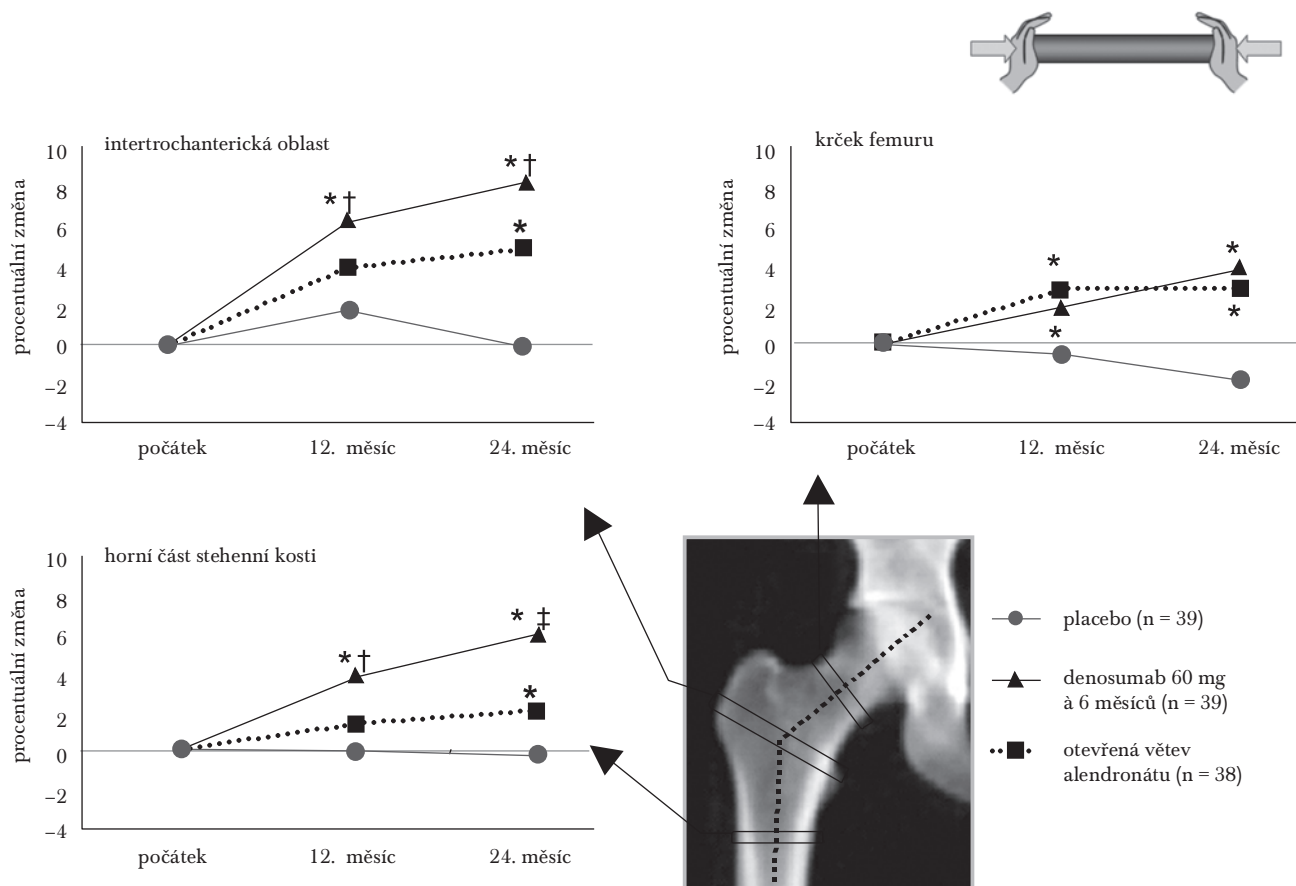 intertrochanterická oblast
procentuální změna
10
8
6
4
2
0
–2
–4
* †
* †
*
počátek
12. měsíc
24. měsíc
krček femuru
procentuální změna
10
8
6
4
2
0
–2
–4
*
*
*
*
počátek
12. měsíc
24. měsíc
horní část stehenní kosti
procentuální změna
10
8
6
4
2
0
–2
–4
* †
* ‡
*
počátek
12. měsíc
24. měsíc
placebo (n = 39)
denosumab 60 mg
à 6 měsíců (n = 39)
otevřená větev
alendronátu (n = 38)